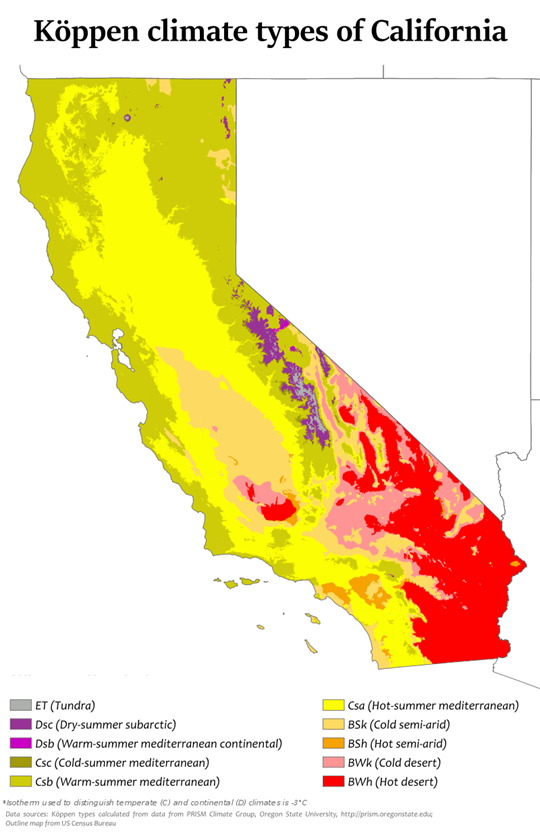 Köppen climate types of California
ET (Tundra)
Dsc (Dry-summer subarctic)
Dsb (Warm-summer mediterranean continental)
Csc (Cold-summer mediterranean)
Csb (Warm-summer mediterranean)
Csa (Hot-summer mediterranean)
BSk (Cold semi-arid)
BSh (Hot semi-arid)
BWk (Cold desert)
BWh (Hot desert)
*Isotherm used to distinguish temperate (C) and continental (D) climates is -3°C
Data sources: Köppen types calculated from data from PRISM Climate Group, Oregon State University, http://prism.oregonstate.edu;
Outline map from US Census Bureau